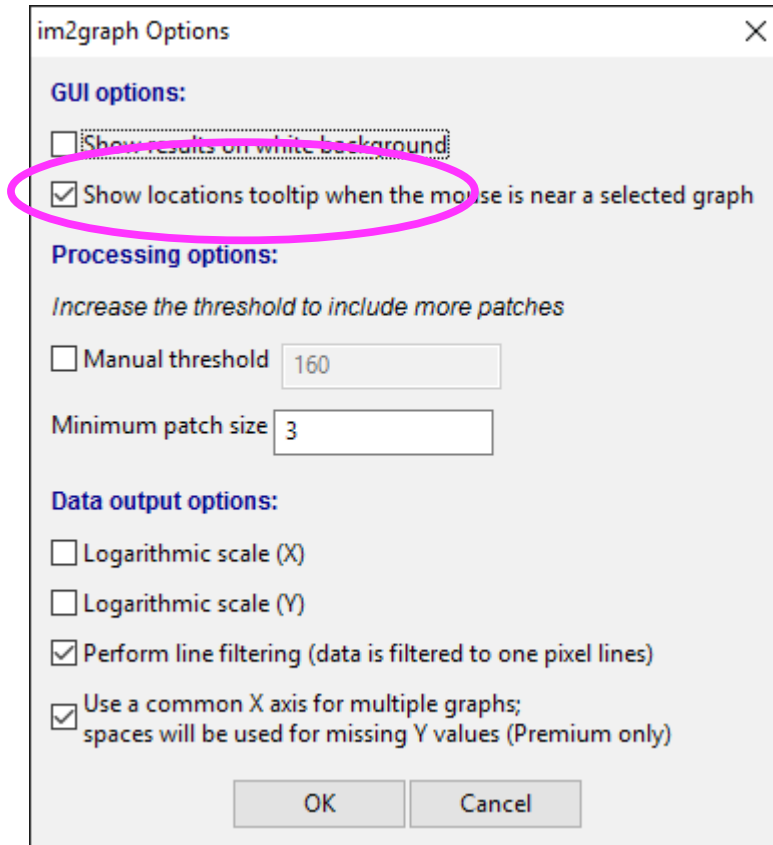 im2graph Options
GUI options:
Show results on white background
Show locations tooltip when the mouse is near a selected graph
Processing options:
Increase the threshold to include more patches
Manual threshold 160
Minimum patch size 3
Data output options:
Logarithmic scale (X)
Logarithmic scale (Y)
Perform line filtering (data is filtered to one pixel lines)
Use a common X axis for multiple graphs;
spaces will be used for missing Y values (Premium only)
OK Cancel